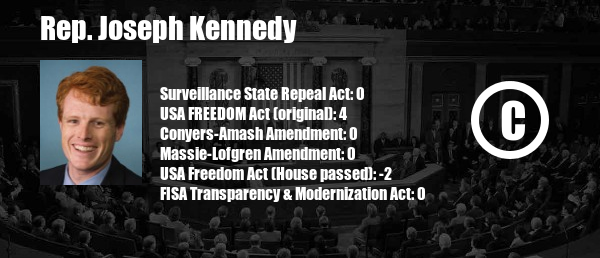 Rep. Joseph Kennedy
Surveillance State Repeal Act: 0
USA FREEDOM Act (original): 4
Conyers-Amash Amendment: 0
Massie-Lofgren Amendment: 0
USA Freedom Act (House passed): -2
FISA Transparency & Modernization Act: 0
C